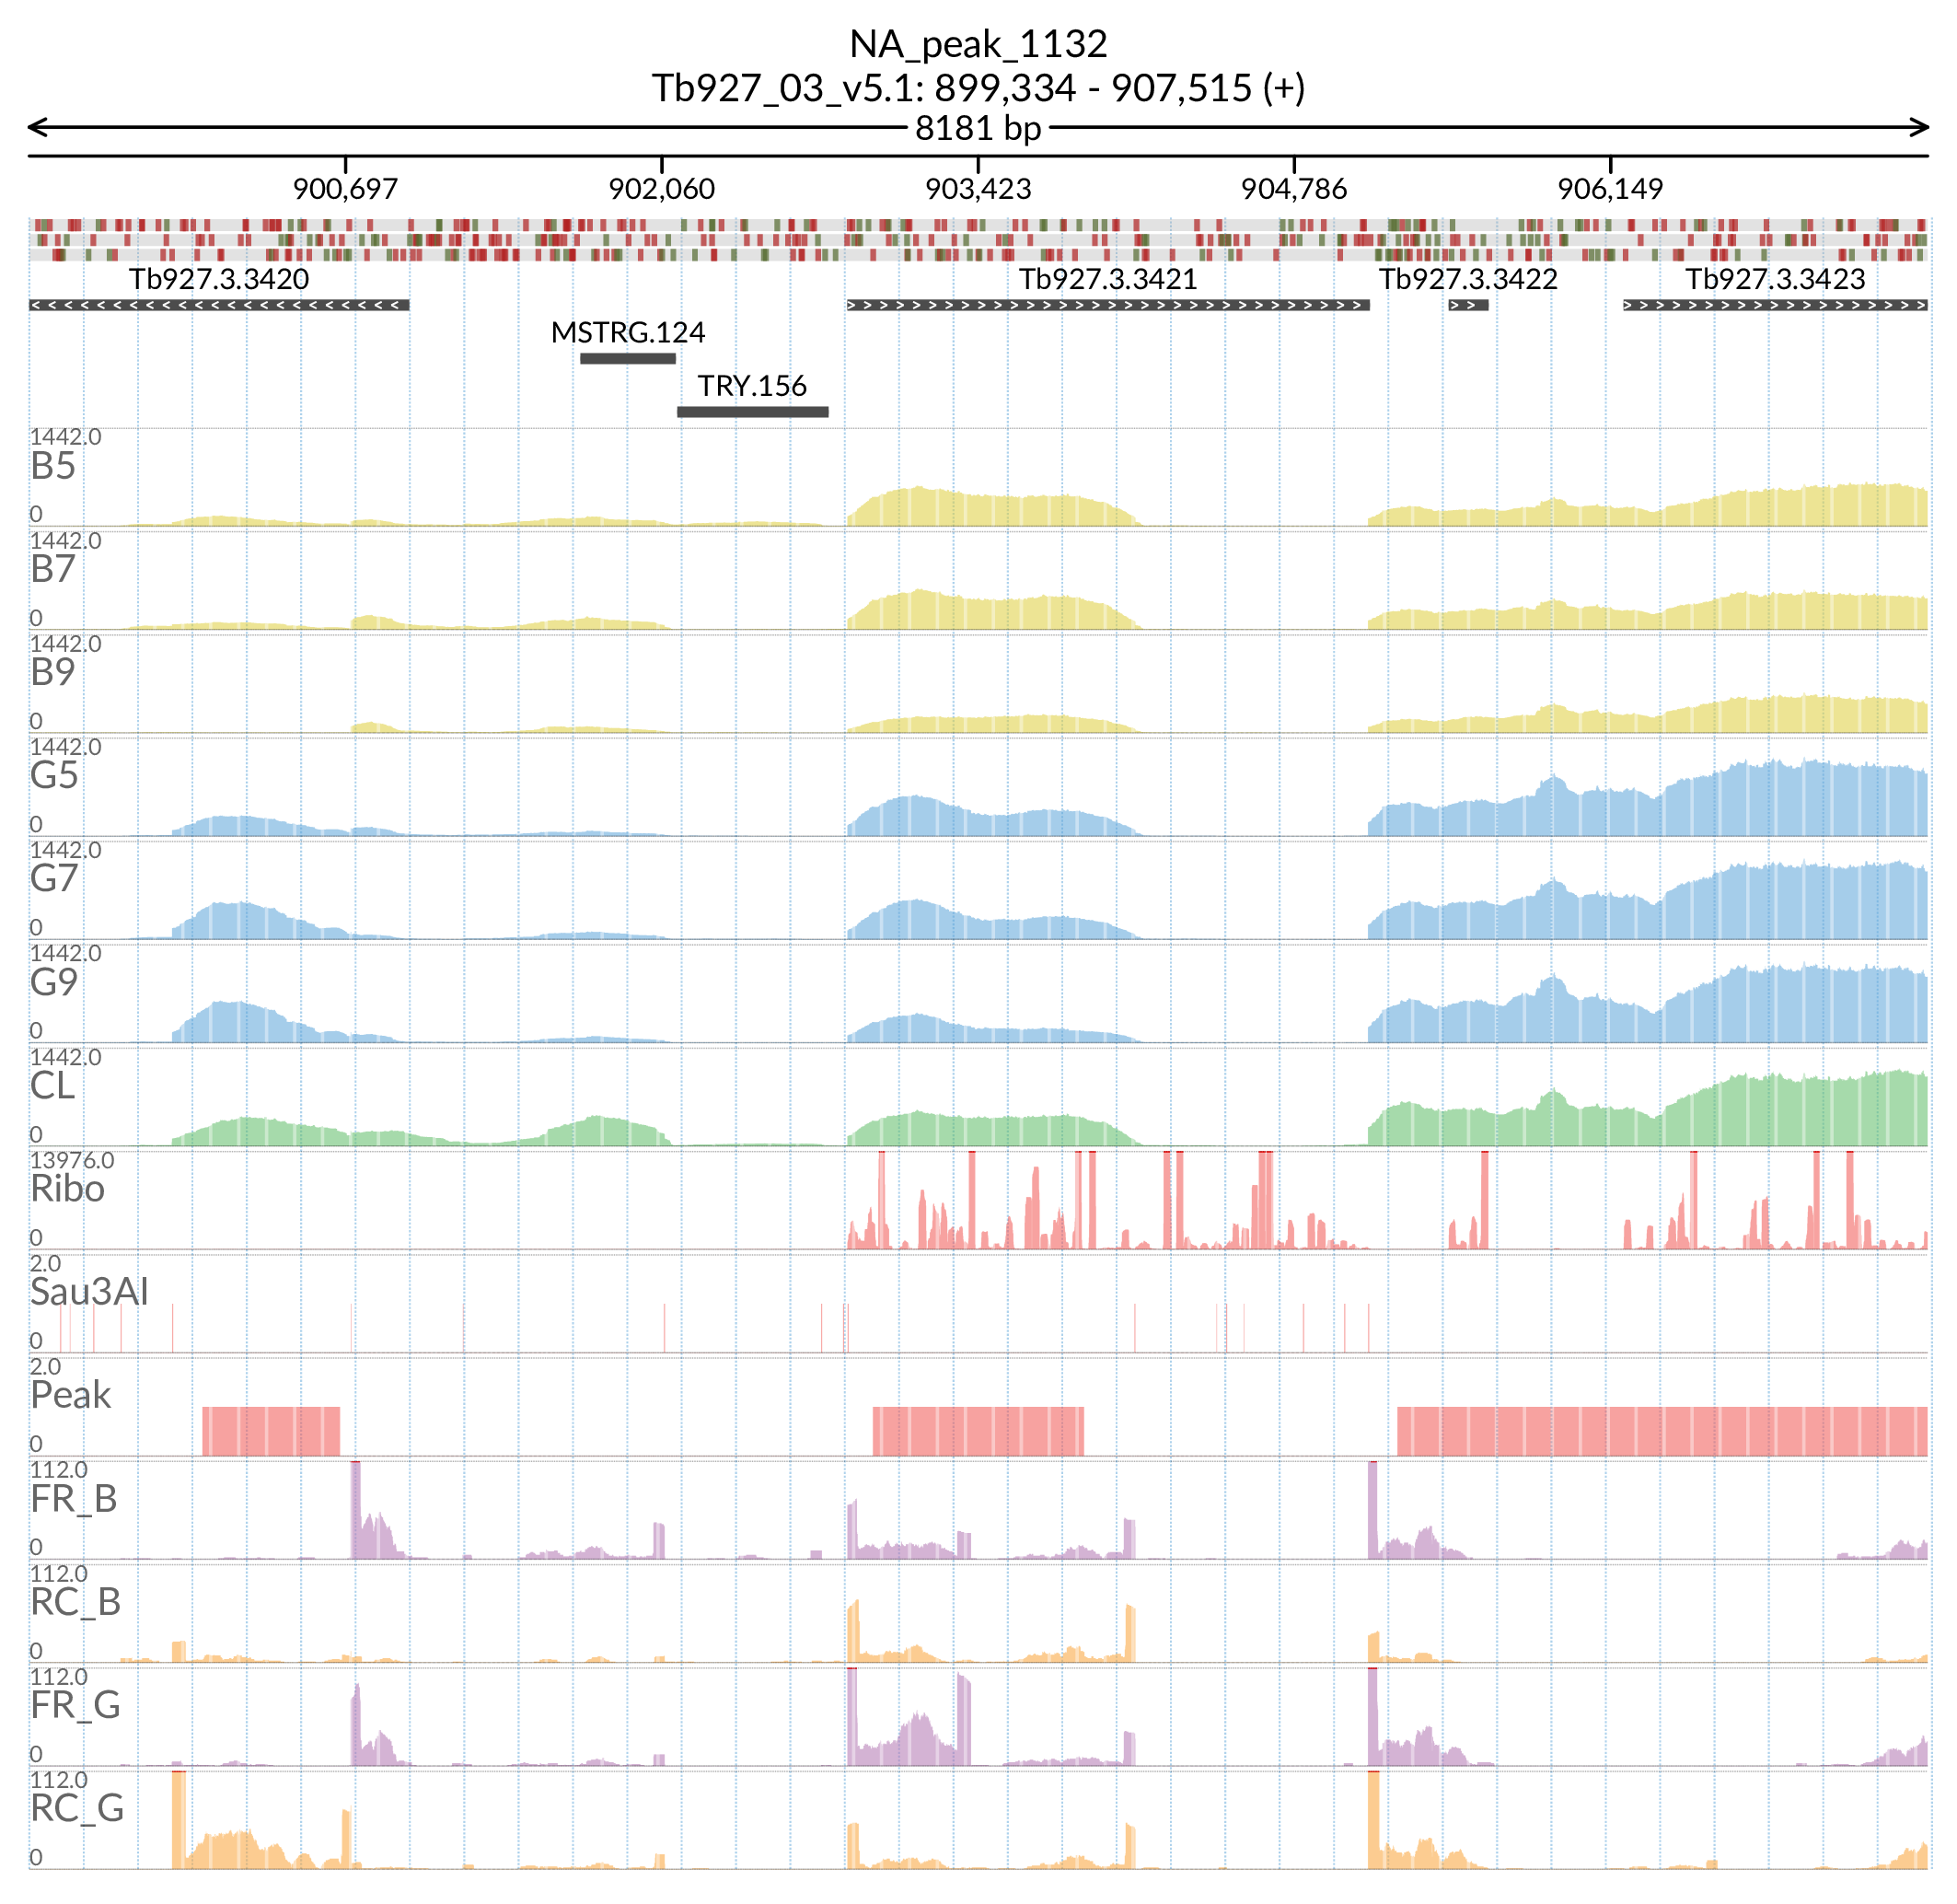 NA_peak_1132
Tb927_03_v5.1: 899,334 - 907,515 (+)
8181 bp
900,697 902,060 903,423 904,786 906,149
Tb927.3.3420 Tb927.3.3421 Tb927.3.3422 Tb927.3.3423
MSTRG.124
TRY.156
1442.0
B5
0
1442.0
B7
0
1442.0
B9
0
1442.0
G5
0
1442.0
G7
0
1442.0
G9
0
1442.0
CL
0
13976.0
Ribo
0
2.0
Sau3AI
0
2.0
Peak
0
112.0
FR_B
0
112.0
RC_B
0
112.0
FR_G
0
112.0
RC_G
0